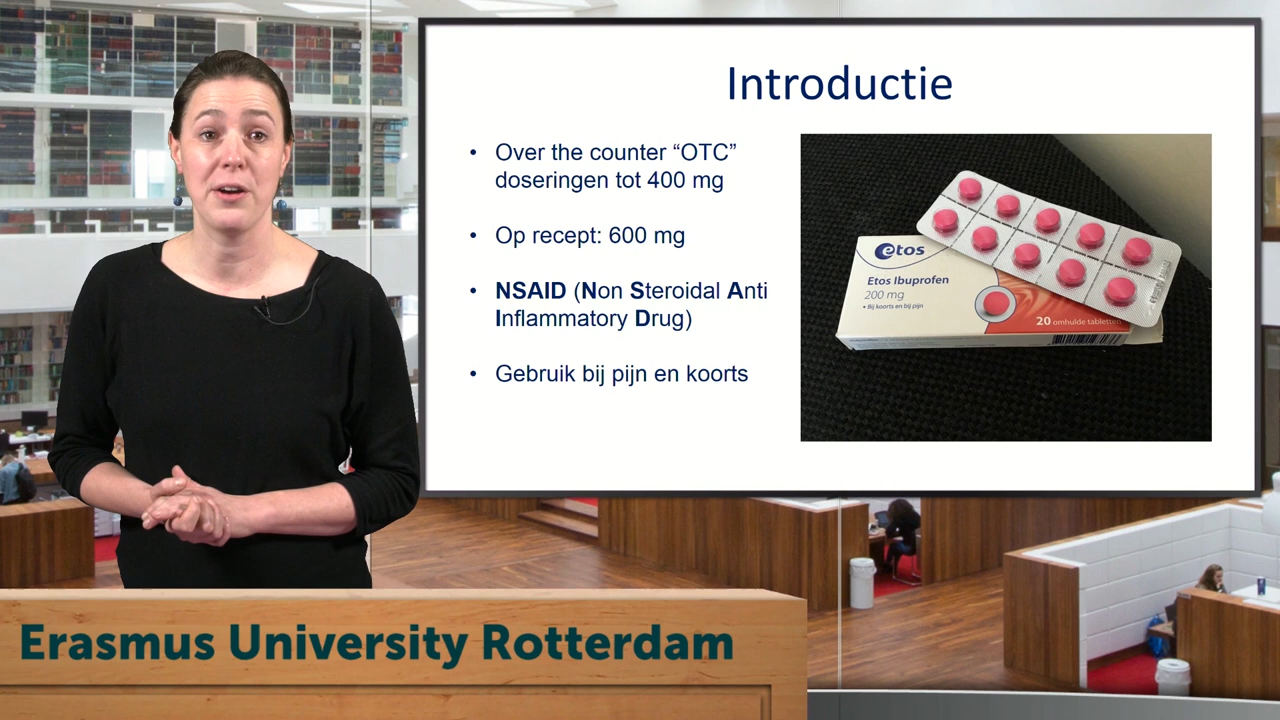 Introductie
• Over the counter “OTC”
doseringen tot 400 mg
• Op recept: 600 mg
• NSAID (Non Steroidal Anti
Inflammatory Drug)
• Gebruik bij pijn en koorts
etos
Etos Ibuprofen
200 mg
• Bij koorts en bij pijn
20 omhulde tabletten
Erasmus University Rotterdam